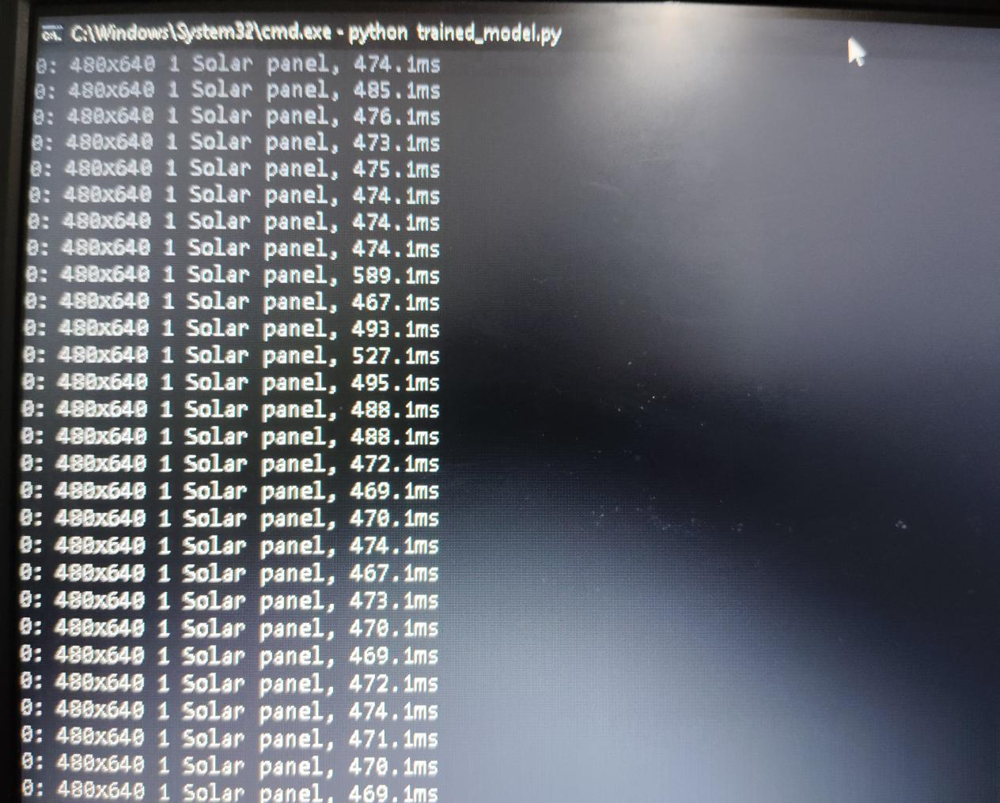 C:\Windows\System32\cmd.exe - python trained_model.py
0: 480x640 1 Solar panel, 474.1ms
0: 480x640 1 Solar panel, 485.1ms
0: 480x640 1 Solar panel, 476.1ms
0: 480x640 1 Solar panel, 473.1ms
0: 480x640 1 Solar panel, 475.1ms
0: 480x640 1 Solar panel, 474.1ms
0: 480x640 1 Solar panel, 474.1ms
0: 480x640 1 Solar panel, 474.1ms
0: 480x640 1 Solar panel, 589.1ms
0: 480x640 1 Solar panel, 467.1ms
0: 480x640 1 Solar panel, 493.1ms
0: 480x640 1 Solar panel, 527.1ms
0: 480x640 1 Solar panel, 495.1ms
0: 480x640 1 Solar panel, 488.1ms
0: 480x640 1 Solar panel, 488.1ms
0: 480x640 1 Solar panel, 472.1ms
0: 480x640 1 Solar panel, 469.1ms
0: 480x640 1 Solar panel, 470.1ms
0: 480x640 1 Solar panel, 474.1ms
0: 480x640 1 Solar panel, 467.1ms
0: 480x640 1 Solar panel, 473.1ms
0: 480x640 1 Solar panel, 470.1ms
0: 480x640 1 Solar panel, 469.1ms
0: 480x640 1 Solar panel, 472.1ms
0: 480x640 1 Solar panel, 474.1ms
0: 480x640 1 Solar panel, 471.1ms
0: 480x640 1 Solar panel, 470.1ms
0: 480x640 1 Solar panel, 469.1ms